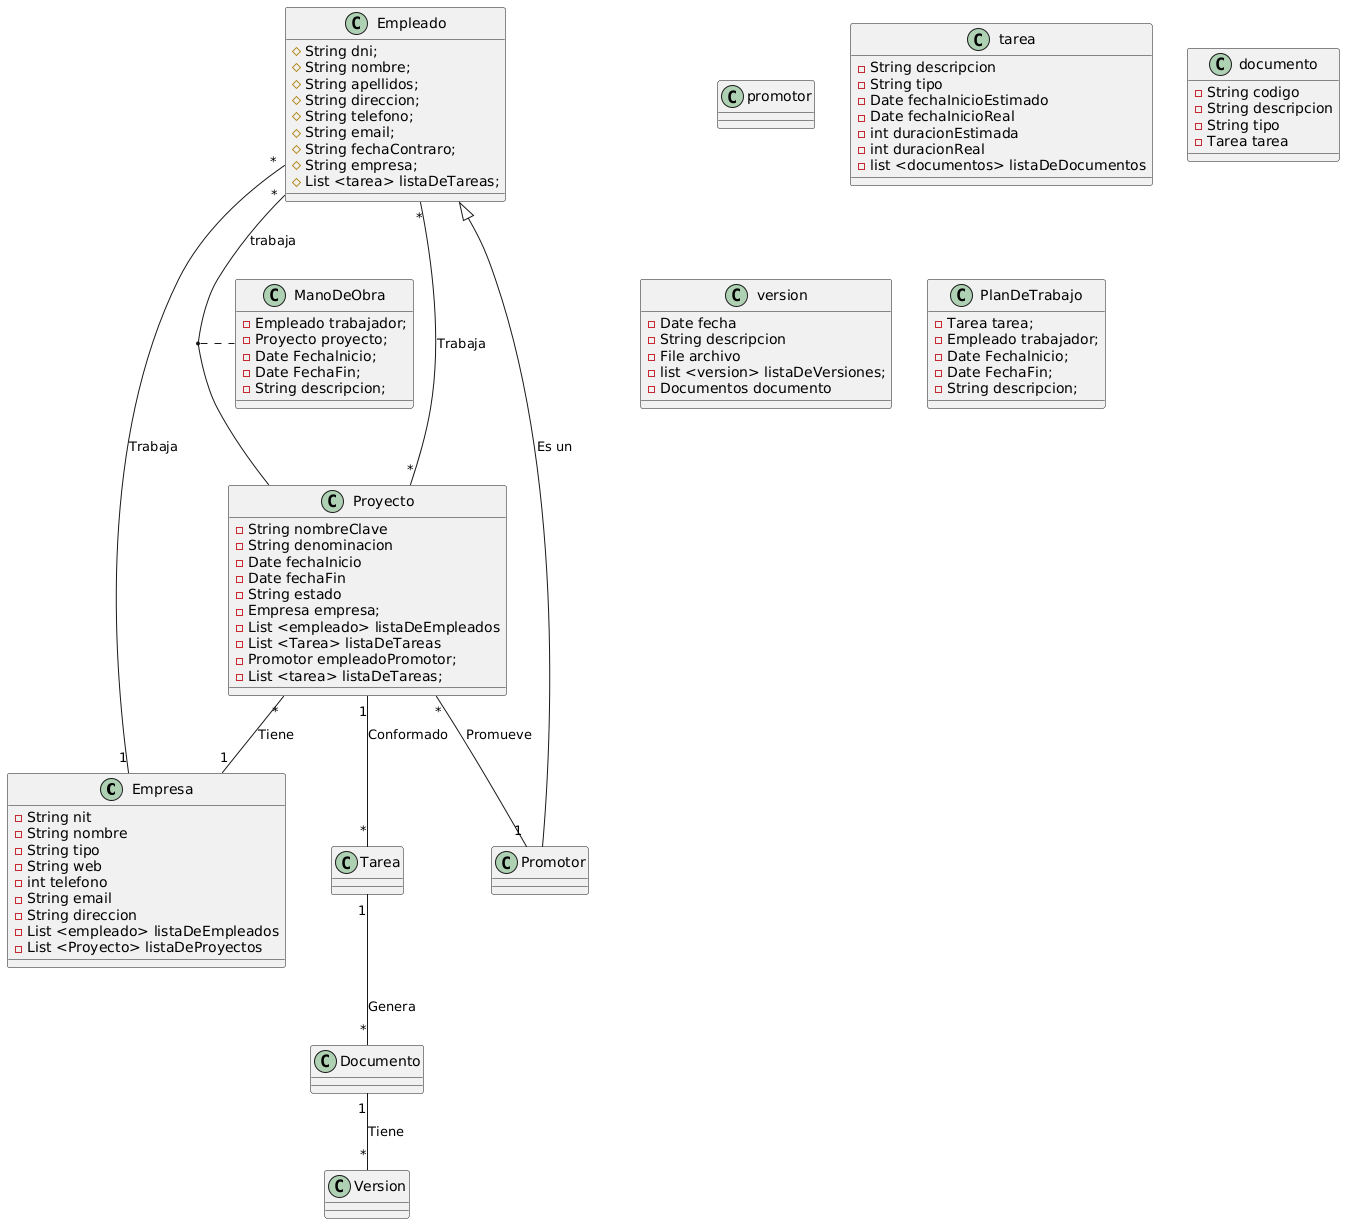 Empleado
String dni;
String nombre;
String apellidos;
String direccion;
String telefono;
String email;
String fechaContraro;
String empresa;
List <tarea> listaDeTareas;
promotor
tarea
String descripcion
String tipo
Date fechaInicioEstimado
Date fechaInicioReal
int duracionEstimada
int duracionReal
list <documentos> listaDeDocumentos
documento
String codigo
String descripcion
String tipo
Tarea tarea
*
*
*
trabaja
ManoDeObra
Empleado trabajador;
Proyecto proyecto;
Date FechaInicio;
Date FechaFin;
String descripcion;
version
Date fecha
String descripcion
File archivo
list <version> listaDeVersiones;
Documentos documento
PlanDeTrabajo
Tarea tarea;
Empleado trabajador;
Date FechaInicio;
Date FechaFin;
String descripcion;
Trabaja
Trabaja
Es un
*
Proyecto
String nombreClave
String denominacion
Date fechaInicio
Date fechaFin
String estado
Empresa empresa;
List <empleado> listaDeEmpleados
List <Tarea> listaDeTareas
Promotor empleadoPromotor;
List <tarea> listaDeTareas;
*
1
*
Tiene
Conformado
Promueve
1
1
*
1
Empresa
String nit
String nombre
String tipo
String web
int telefono
String email
String direccion
List <empleado> listaDeEmpleados
List <Proyecto> listaDeProyectos
Tarea
Promotor
1
Genera
*
Documento
1
Tiene
*
Version